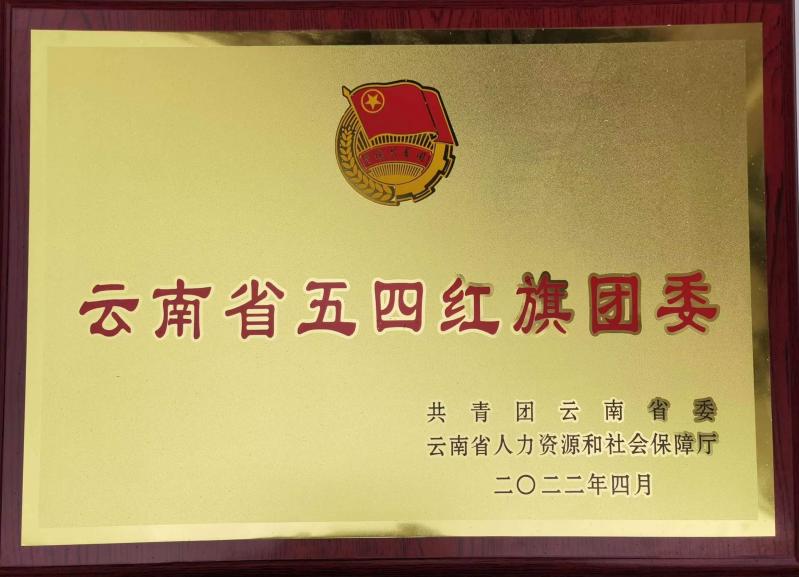 云南省五四红旗团委
共青团云南省委
云南省人力资源和社会保障厅
二〇二二年四月